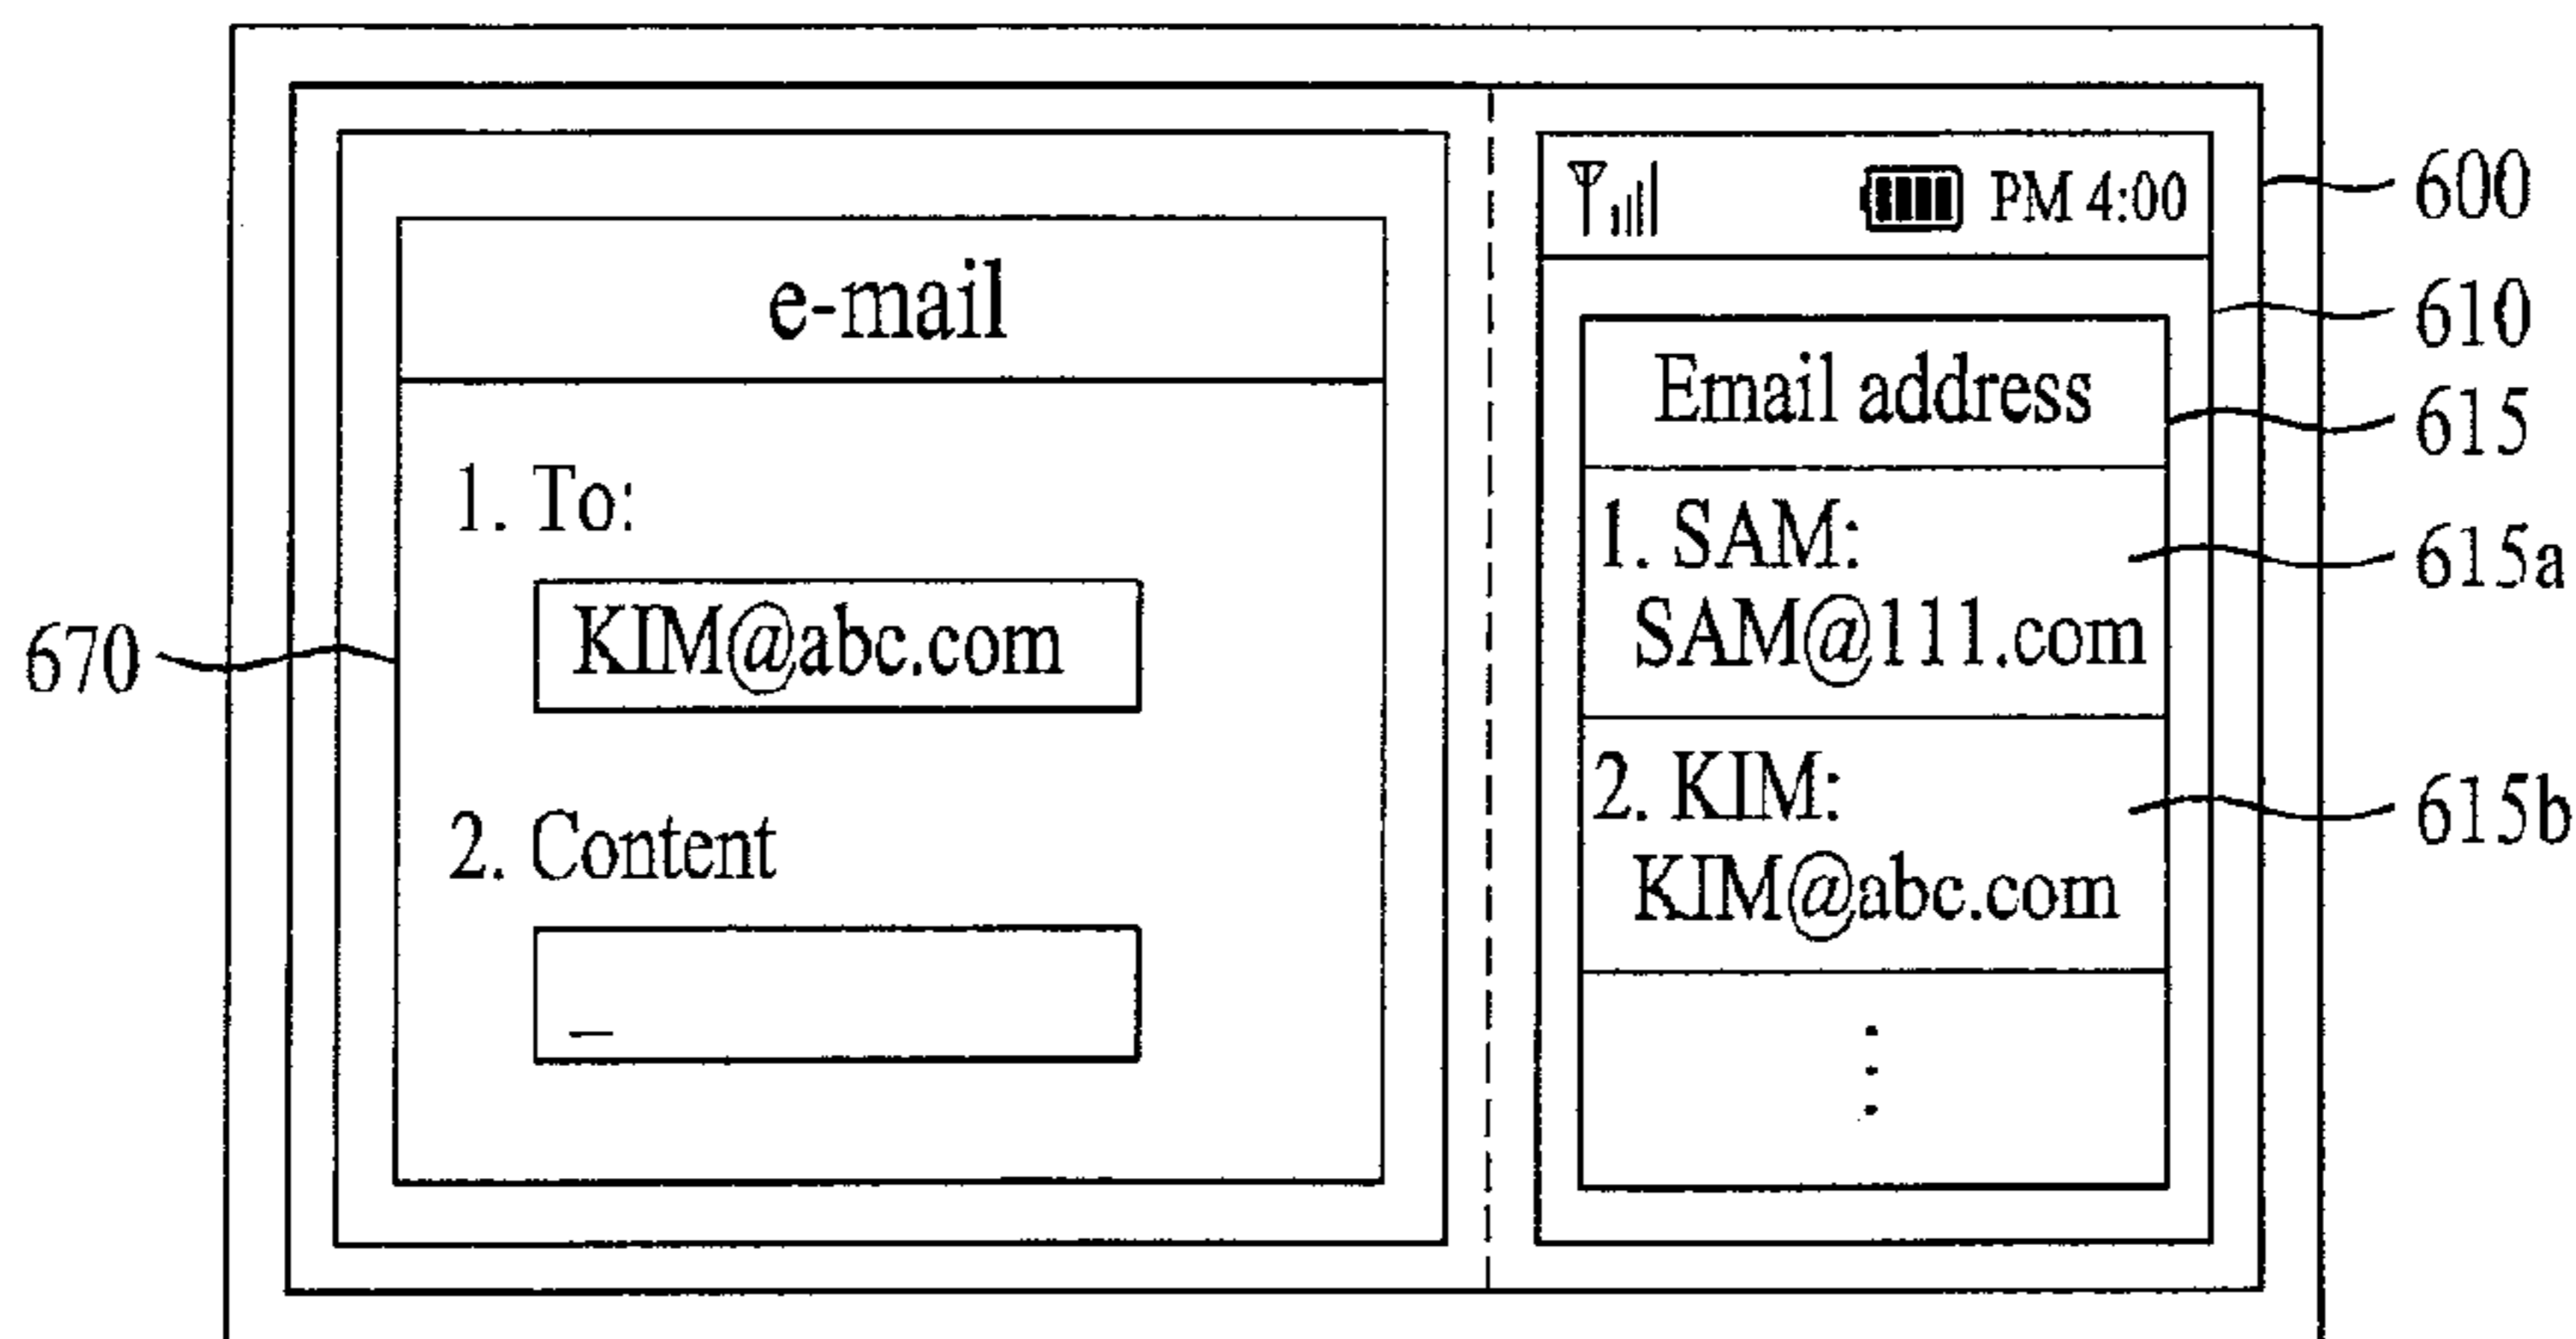 e-mail
1. To:
KIM@abc.com
2. Content
_
670
PM 4:00
Email address
1. SAM:
SAM@111.com
2. KIM:
KIM@abc.com
600
610
615
615a
615b